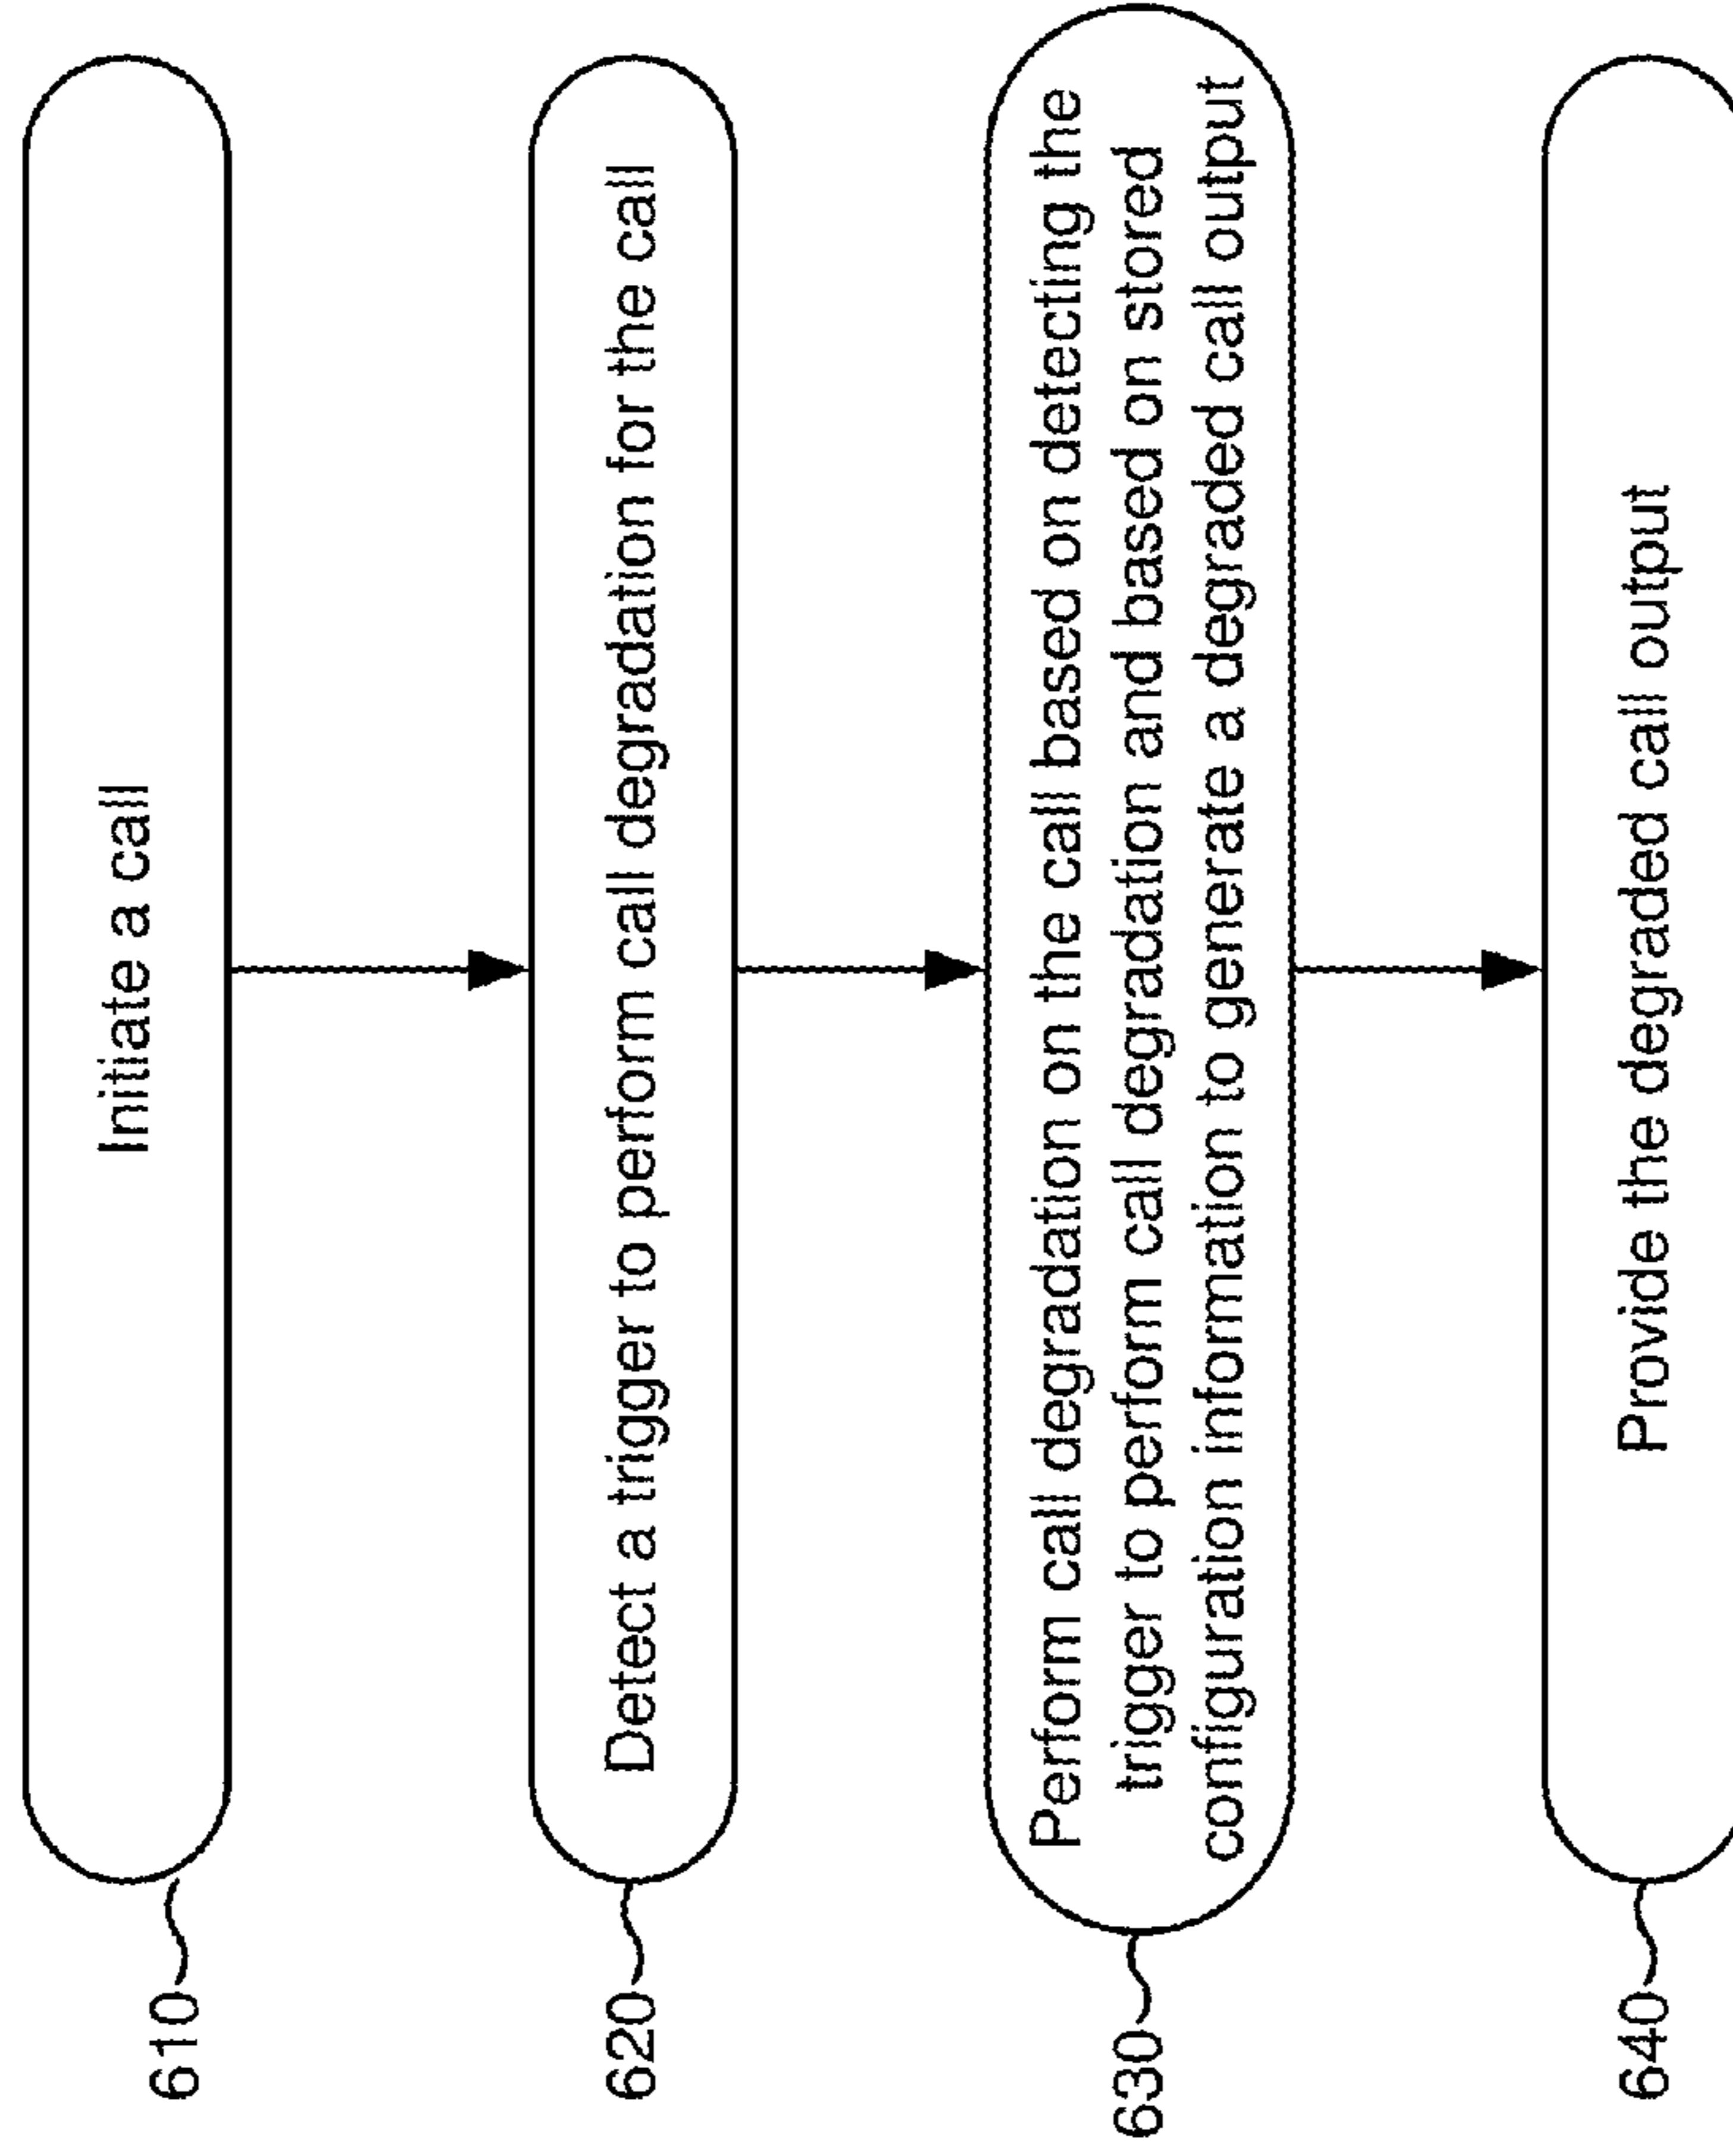 610
Initiate a call
620
Detect a trigger to perform call degradation for the call
630
Perform call degradation on the call based on detecting the
trigger to perform call degradation and based on stored
configuration information to generate a degraded call output
640
Provide the degraded call output